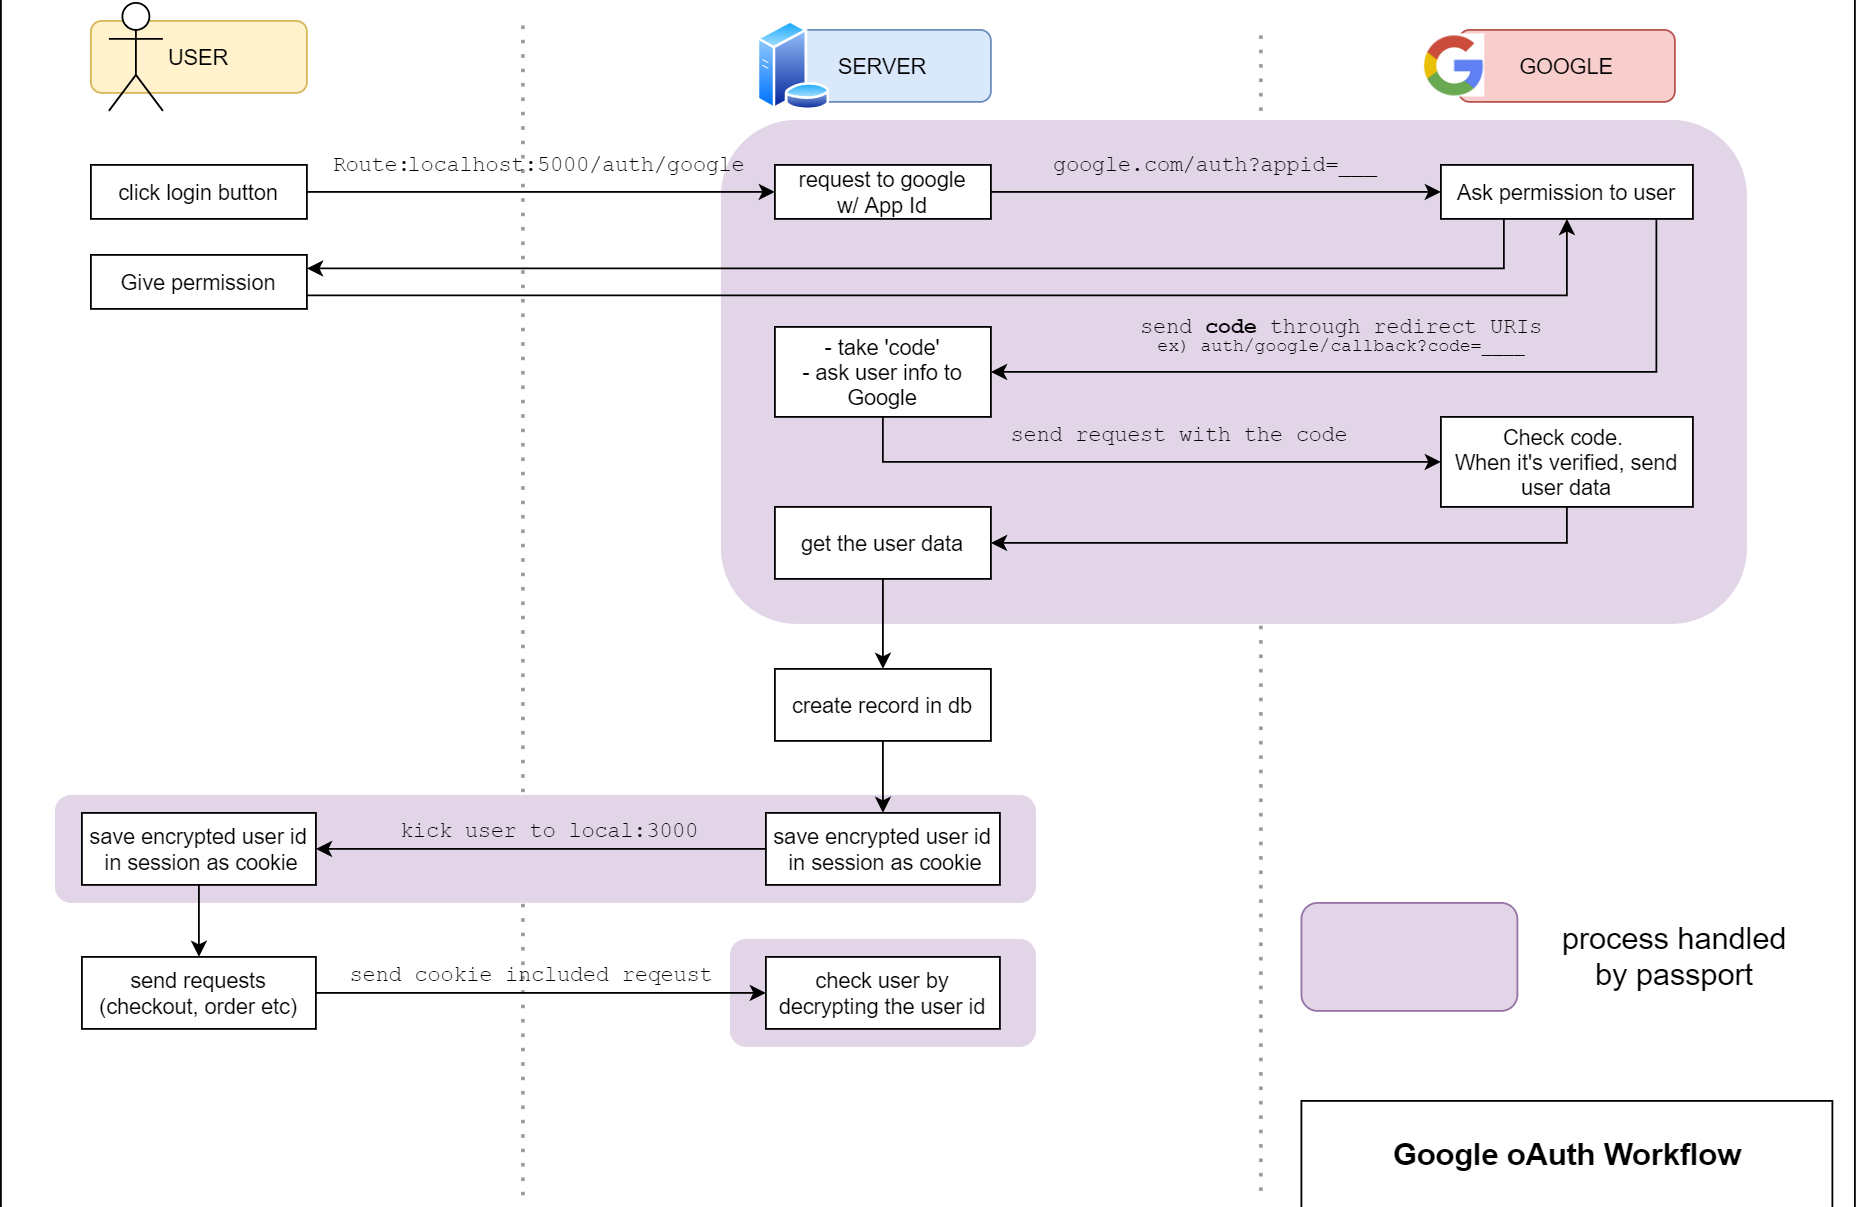 USER
SERVER
GOOGLE
Route:localhost:5000/auth/google
google.com/auth?appid=___
click login button
request to google
w/ App Id
Ask permission to user
Give permission
send code through redirect URIs
ex) auth/google/callback?code=____
- take 'code'
- ask user info to
Google
send request with the code
Check code.
When it's verified, send
user data
get the user data
create record in db
save encrypted user id
in session as cookie
kick user to local:3000
save encrypted user id
in session as cookie
send requests
(checkout, order etc)
send cookie included reqeust
check user by
decrypting the user id
process handled
by passport
Google oAuth Workflow